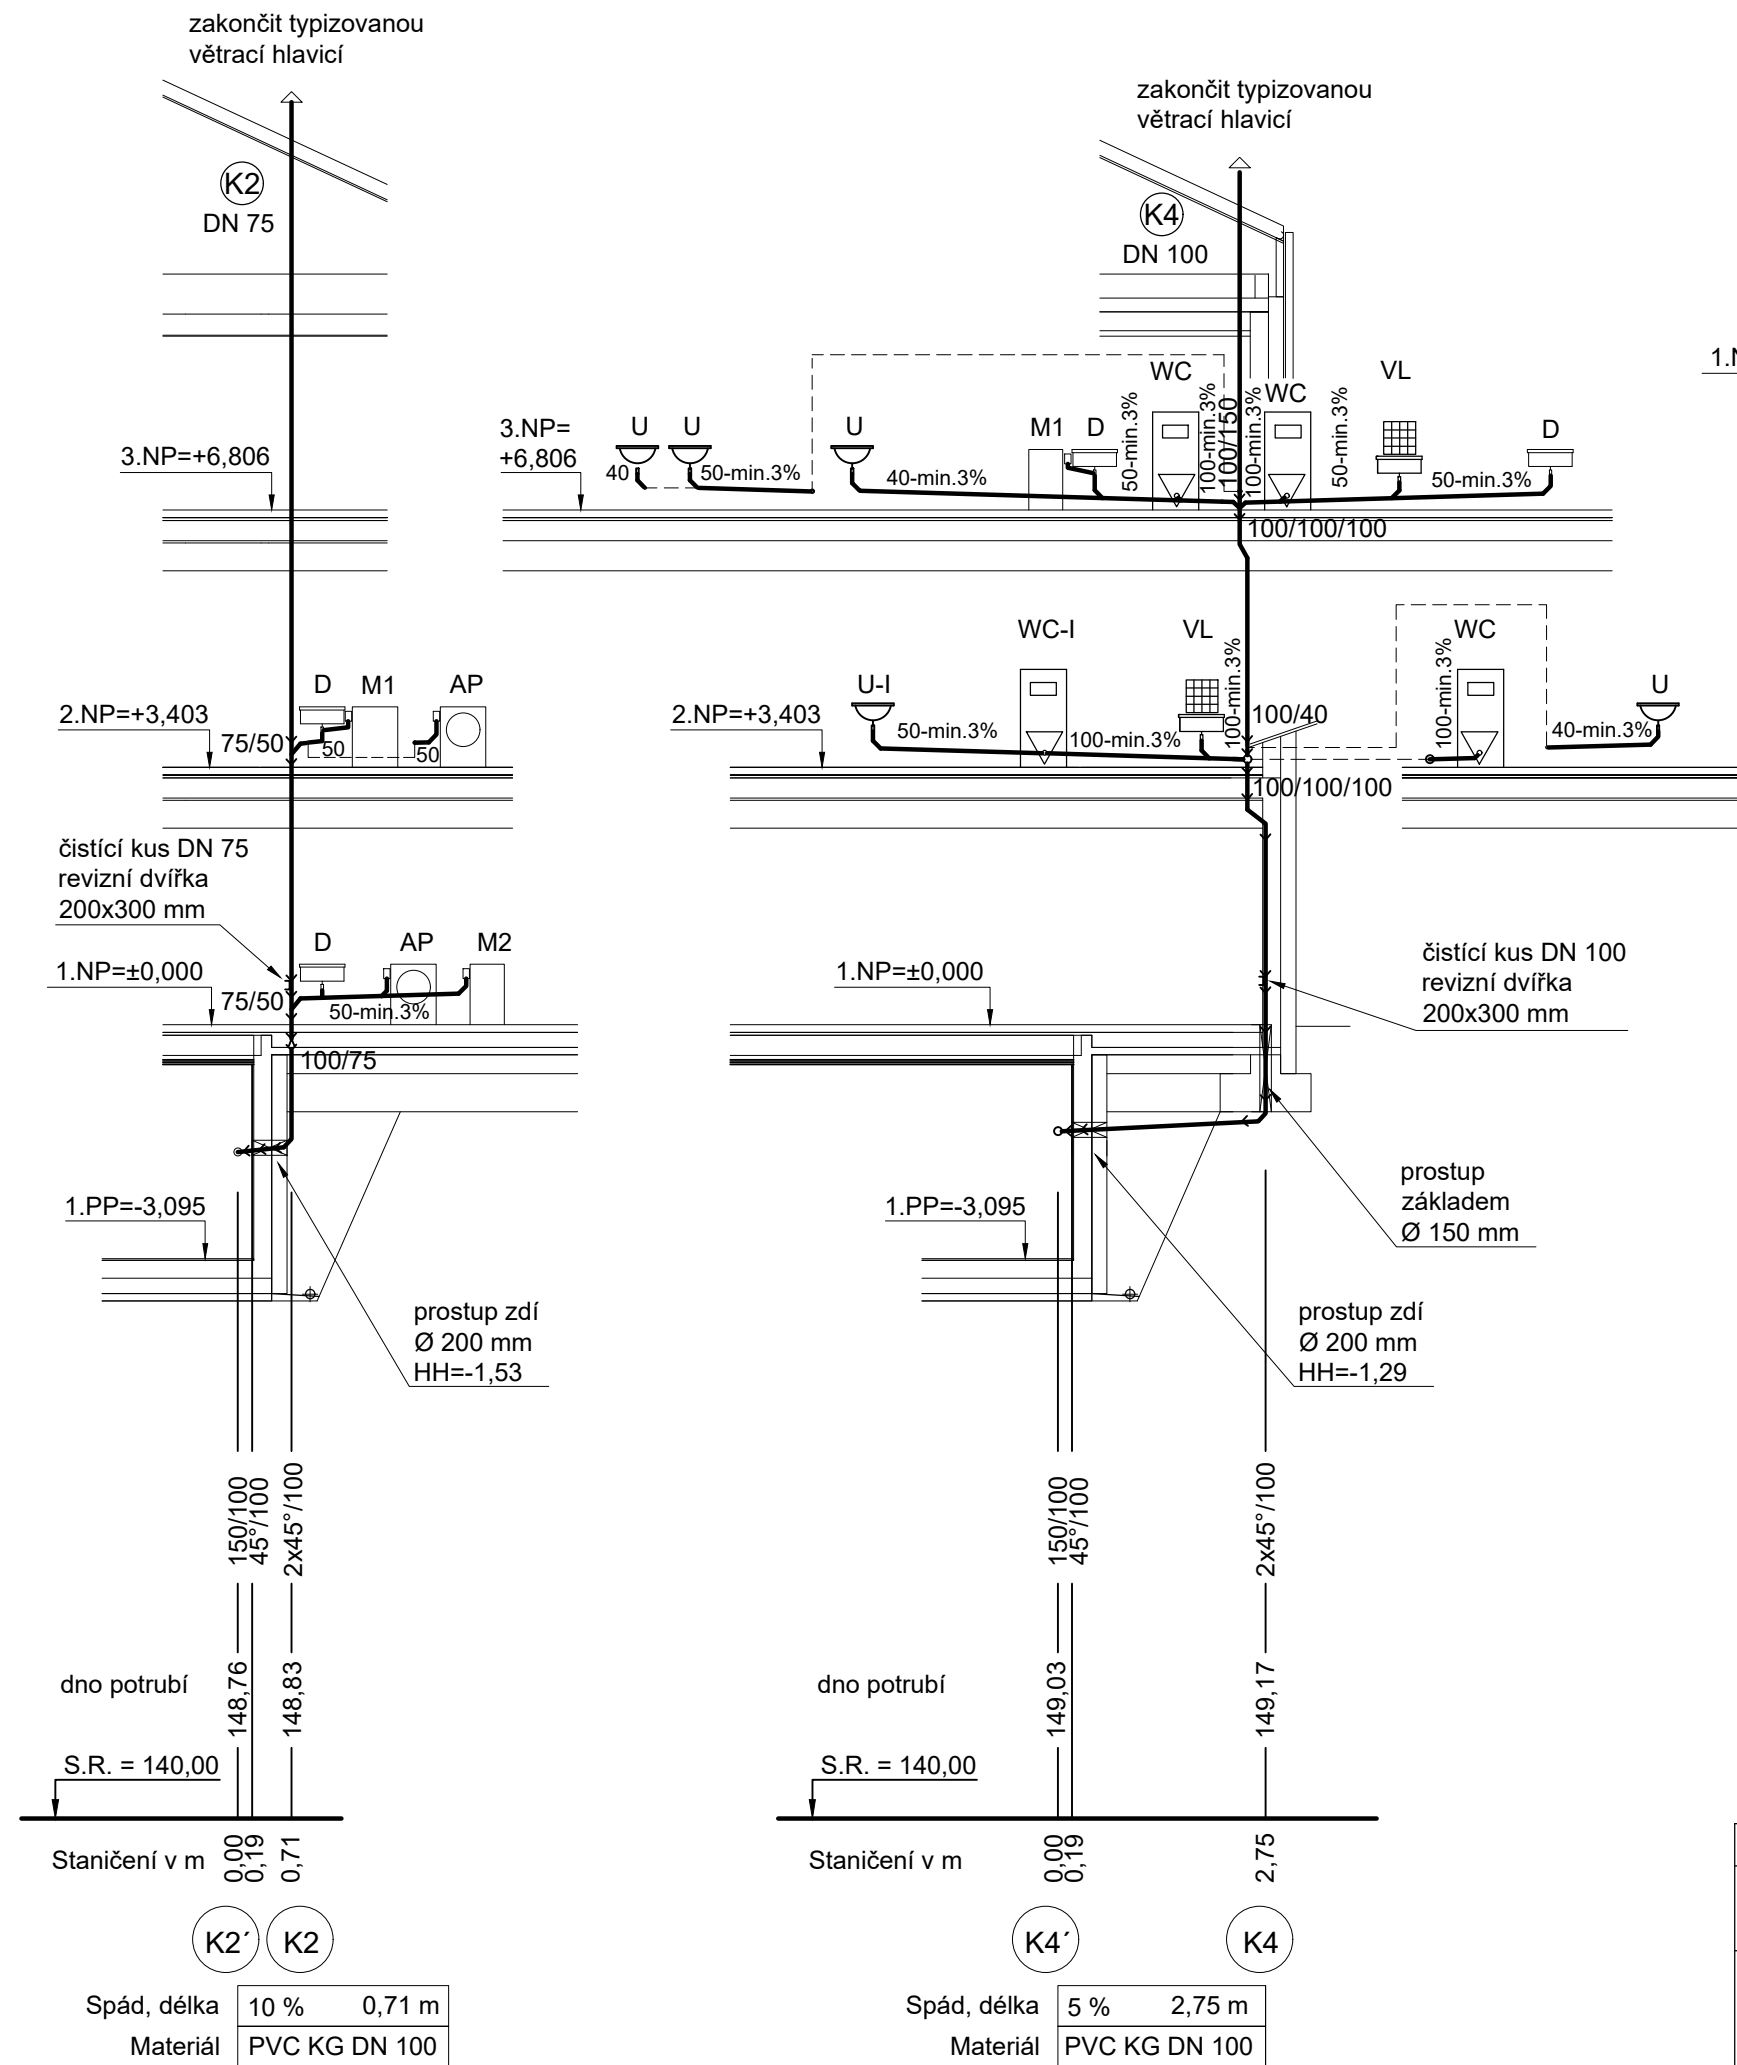 zakončit typizovanou
větrací hlavicí
K2
DN 75
3.NP=+6,806
2.NP=+3,403
75/50
D
M1
AP
50
50
čistící kus DN 75
revizní dvířka
200x300 mm
1.NP=±0,000
75/50
D
AP
M2
50-min.3%
100/75
1.PP=-3,095
prostup zdí
Ø 200 mm
HH=-1,53
150/100
45°/100
2x45°/100
dno potrubí
148,76
148,83
S.R. = 140,00
Staničení v m
0,00
0,19
0,71
K2´
K2
Spád, délka
10 %
0,71 m
Materiál
PVC KG DN 100
zakončit typizovanou
větrací hlavicí
K4
DN 100
3.NP=
+6,806
U
U
U
M1
D
WC
WC
VL
D
40
50-min.3%
40-min.3%
50-min.3%
100-min.3%
100/150
100-min.3%
50-min.3%
50-min.3%
100/100/100
2.NP=+3,403
U-I
WC-I
VL
WC
U
50-min.3%
100-min.3%
100-min.3%
100/40
100-min.3%
40-min.3%
100/100/100
1.NP=±0,000
čistící kus DN 100
revizní dvířka
200x300 mm
1.PP=-3,095
prostup
základem
Ø 150 mm
prostup zdí
Ø 200 mm
HH=-1,29
150/100
45°/100
2x45°/100
dno potrubí
149,03
149,17
S.R. = 140,00
Staničení v m
0,00
0,19
2,75
K4´
K4
Spád, délka
5 %
2,75 m
Materiál
PVC KG DN 100